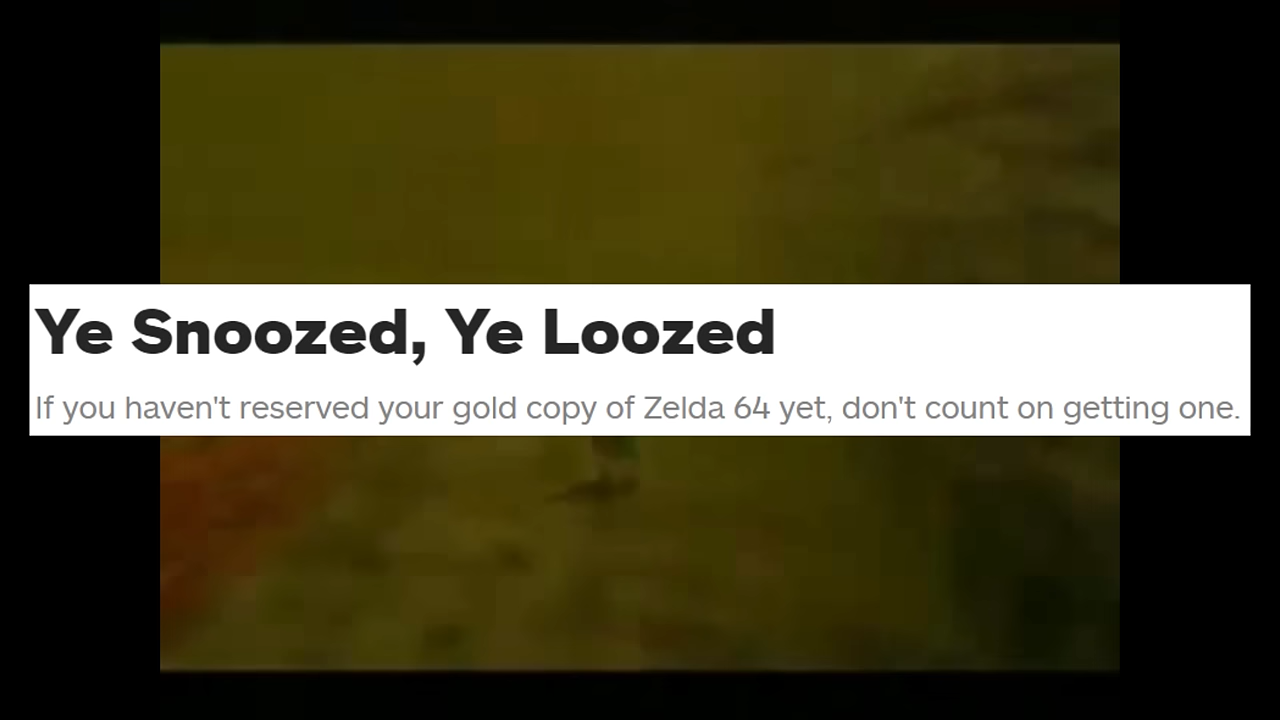 Ye Snoozed, Ye Loozed
If you haven't reserved your gold copy of Zelda 64 yet, don't count on getting one.